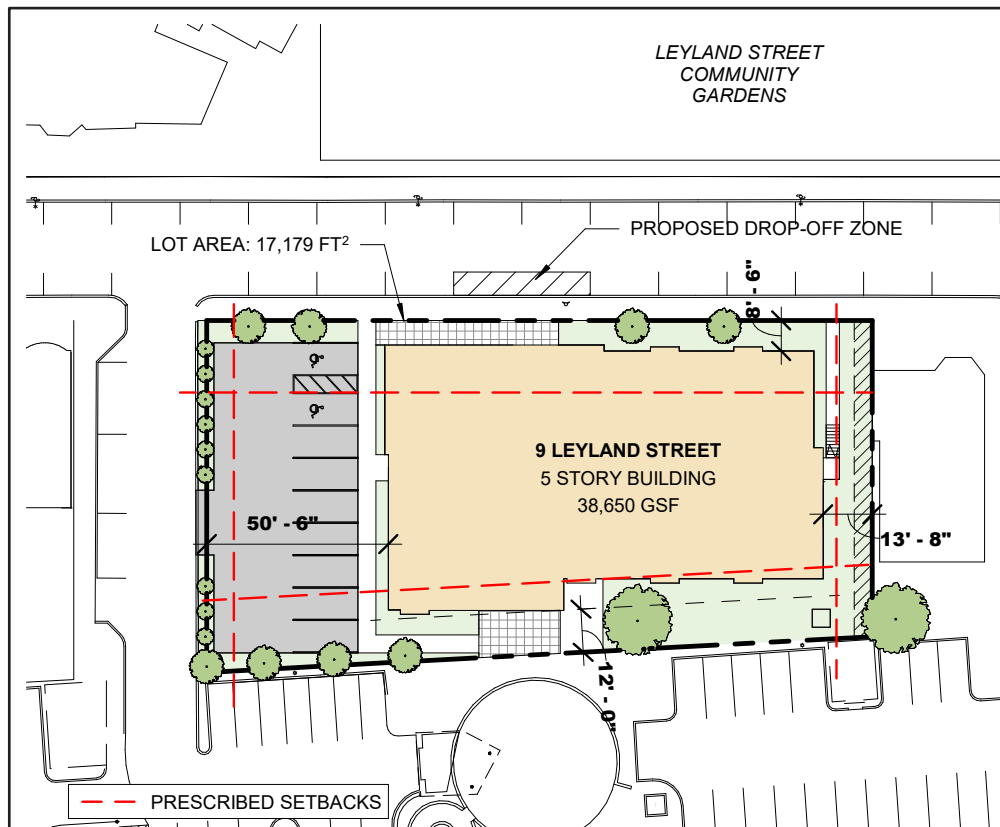 LEYLAND STREET
COMMUNITY
GARDENS
LOT AREA: 17,179 FT²
PROPOSED DROP-OFF ZONE
8' - 6"
9 LEYLAND STREET
5 STORY BUILDING
38,650 GSF
50' - 6"
13' - 8"
12' - 0"
PRESCRIBED SETBACKS